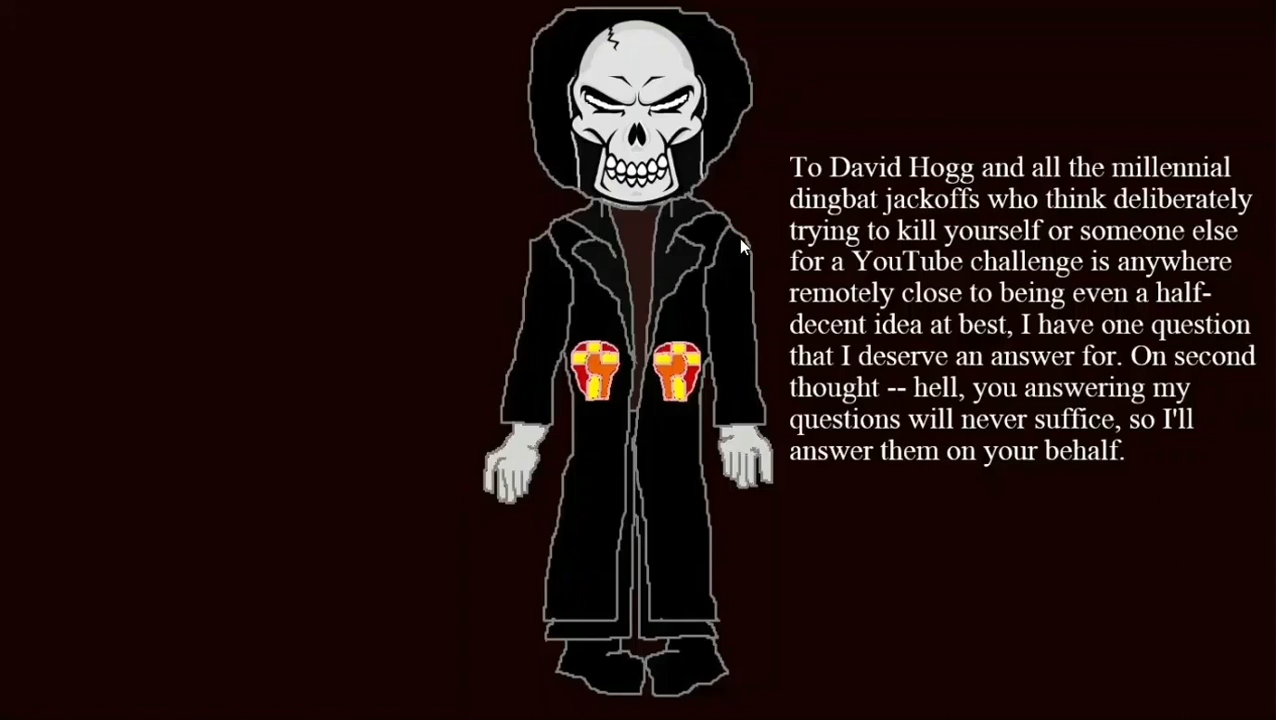 To David Hogg and all the millennial
dingbat jackoffs who think deliberately
trying to kill yourself or someone else
for a YouTube challenge is anywhere
remotely close to being even a half-
decent idea at best, I have one question
that I deserve an answer for. On second
thought -- hell, you answering my
questions will never suffice, so I'll
answer them on your behalf.